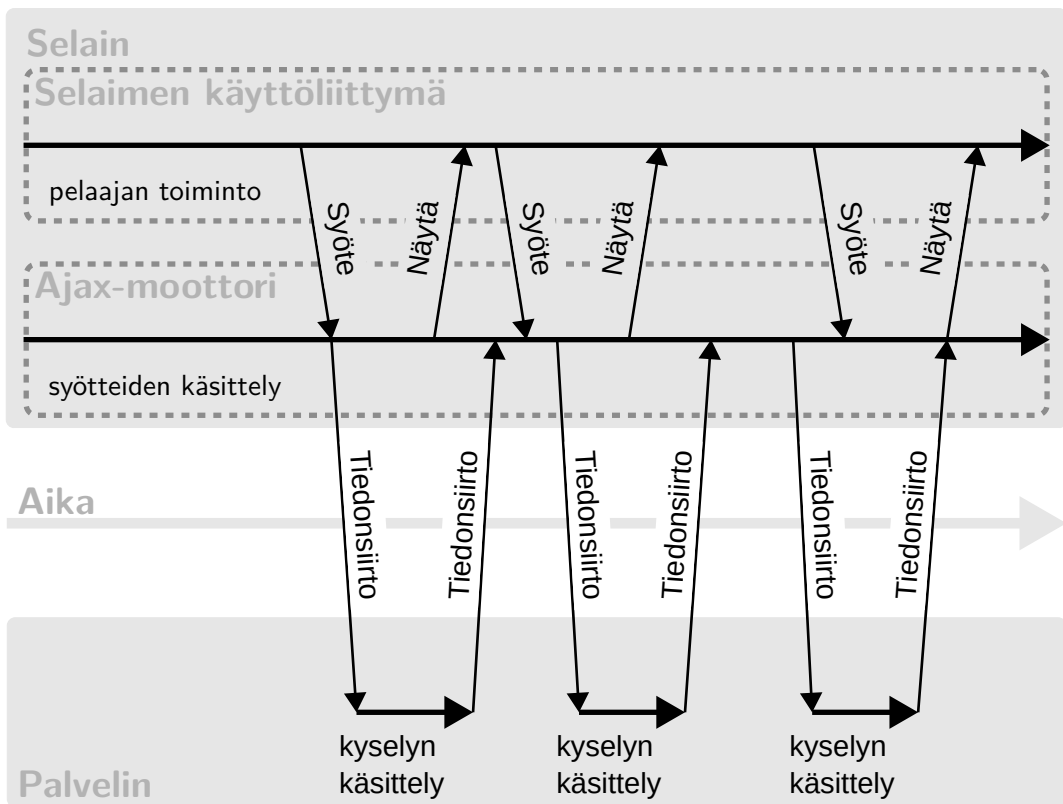 Selain
Selaimen käyttöliittymä
pelaajan toiminto
Syöte
Näytä
Syöte
Näytä
Syöte
Näytä
Ajax-moottori
syötteiden käsittely
Tiedonsiirto
Tiedonsiirto
Tiedonsiirto
Tiedonsiirto
Tiedonsiirto
Tiedonsiirto
Aika
kyselyn
käsittely
kyselyn
käsittely
kyselyn
käsittely
Palvelin